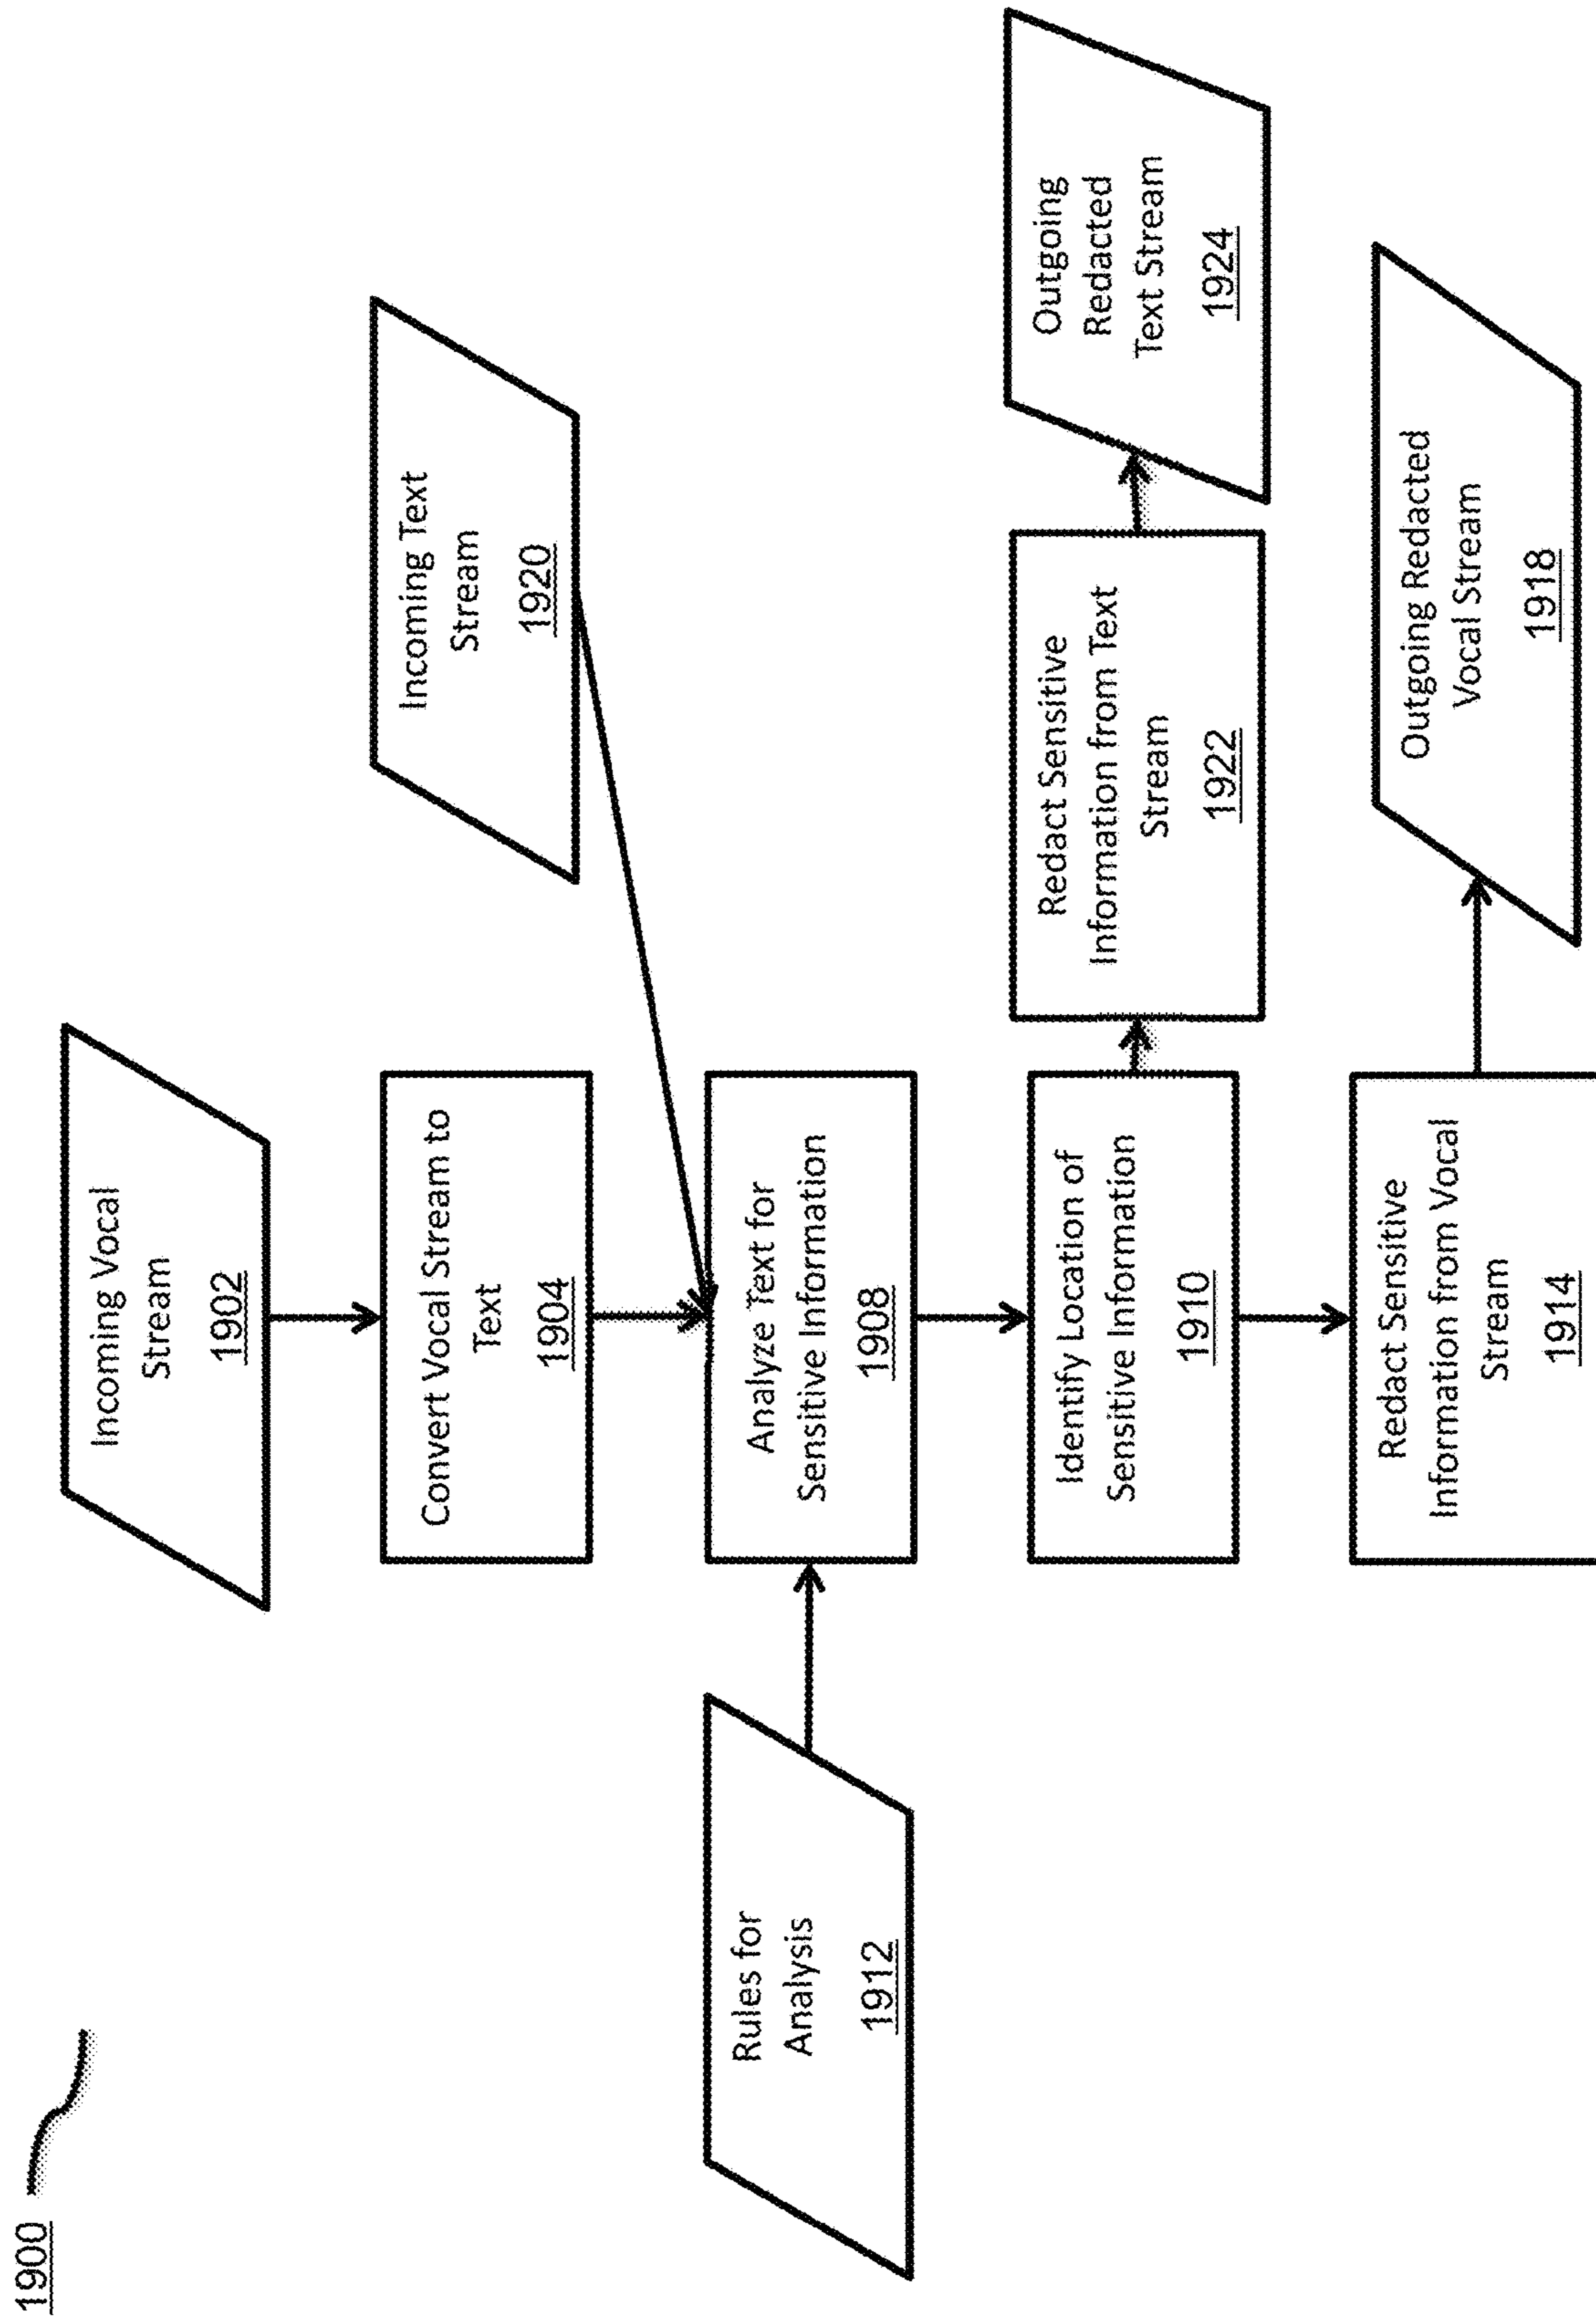 1900
Incoming Vocal
Stream
1902
Incoming Text
Stream
1920
Convert Vocal Stream to
Text
1904
Rules for
Analysis
1912
Analyze Text for
Sensitive Information
1908
Identify Location of
Sensitive Information
1910
Redact Sensitive
Information from Text
Stream
1922
Outgoing
Redacted
Text Stream
1924
Redact Sensitive
Information from Vocal
Stream
1914
Outgoing Redacted
Vocal Stream
1918